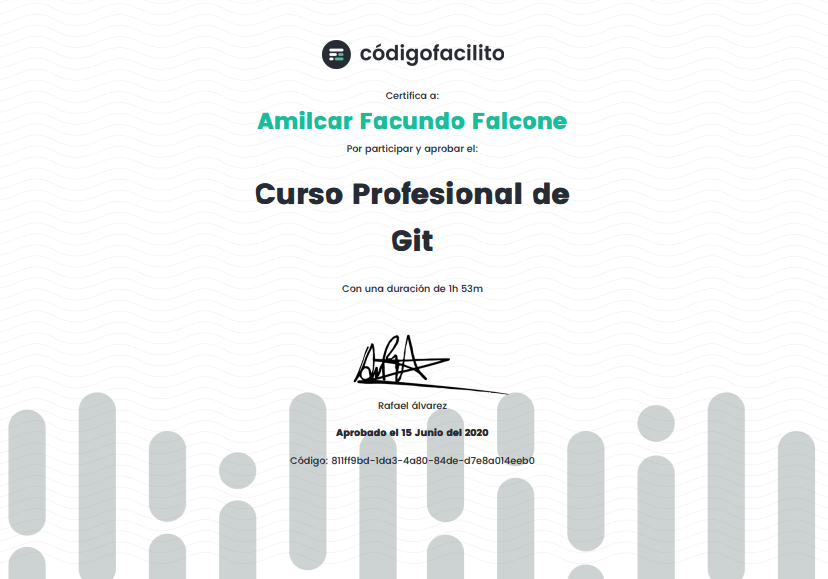 códigofacilito
Certifica a:
Amilcar Facundo Falcone
Por participar y aprobar el:
Curso Profesional de
Git
Con una duración de 1h 53m
Rafael álvarez
Aprobado el 15 Junio del 2020
Código: 811ff9bd-1da3-4a80-84de-d7e8a014eeb0